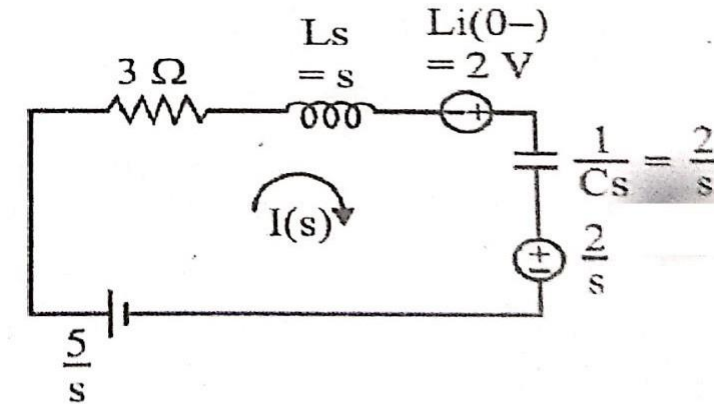 Ls
= s
Li(0–)
= 2 V
3 Ω
– +
1/Cs = 2/s
I(s)
+
–
2/s
5/s